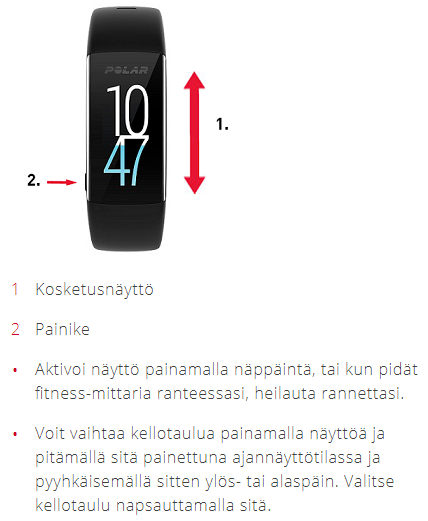 POLAR
10
47
1.
2.
1 Kosketusnäyttö
2 Painike
• Aktivoi näyttö painamalla näppäintä, tai kun pidät
fitness-mittaria ranteessasi, heilauta rannettasi.
• Voit vaihtaa kellotaulua painamalla näyttöä ja
pitämällä sitä painettuna ajannäyttötilassa ja
pyyhkäisemällä sitten ylös- tai alaspäin. Valitse
kellotaulu napsauttamalla sitä.